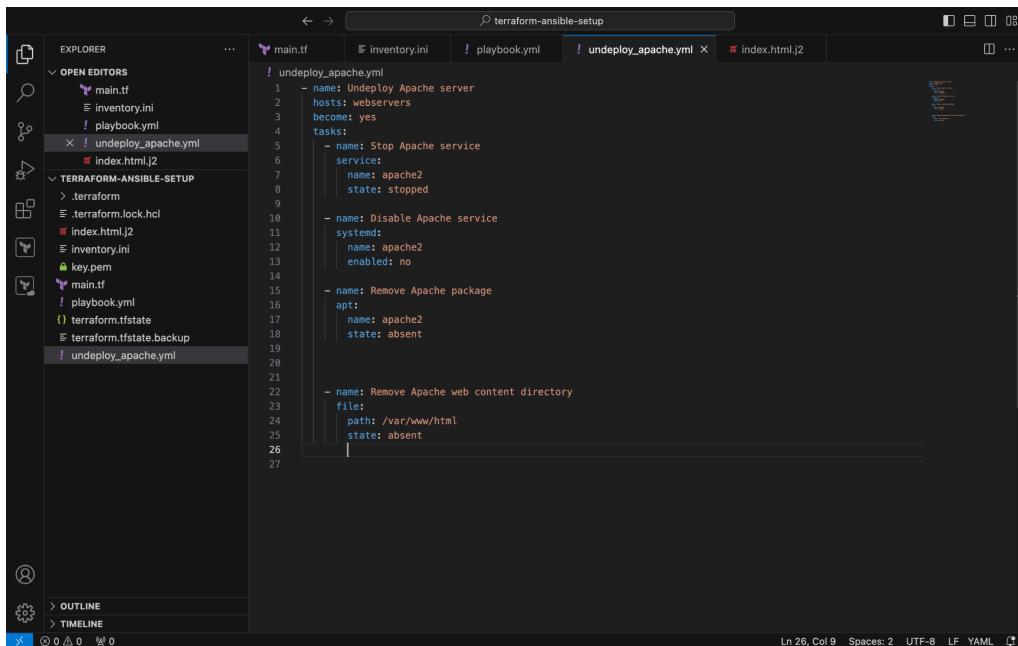 terraform-ansible-setup
EXPLORER
OPEN EDITORS
main.tf
inventory.ini
playbook.yml
undeploy_apache.yml
index.html.j2
TERRAFORM-ANSIBLE-SETUP
.terraform
.terraform.lock.hcl
index.html.j2
inventory.ini
key.pem
main.tf
playbook.yml
terraform.tfstate
terraform.tfstate.backup
undeploy_apache.yml
OUTLINE
TIMELINE
main.tf inventory.ini playbook.yml undeploy_apache.yml index.html.j2
undeploy_apache.yml
1 - name: Undeploy Apache server
2 hosts: webservers
3 become: yes
4 tasks:
5 - name: Stop Apache service
6 service:
7 name: apache2
8 state: stopped
9
10 - name: Disable Apache service
11 systemd:
12 name: apache2
13 enabled: no
14
15 - name: Remove Apache package
16 apt:
17 name: apache2
18 state: absent
19
20
21
22 - name: Remove Apache web content directory
23 file:
24 path: /var/www/html
25 state: absent
26
27
0 0 0 Ln 26, Col 9 Spaces: 2 UTF-8 LF YAML